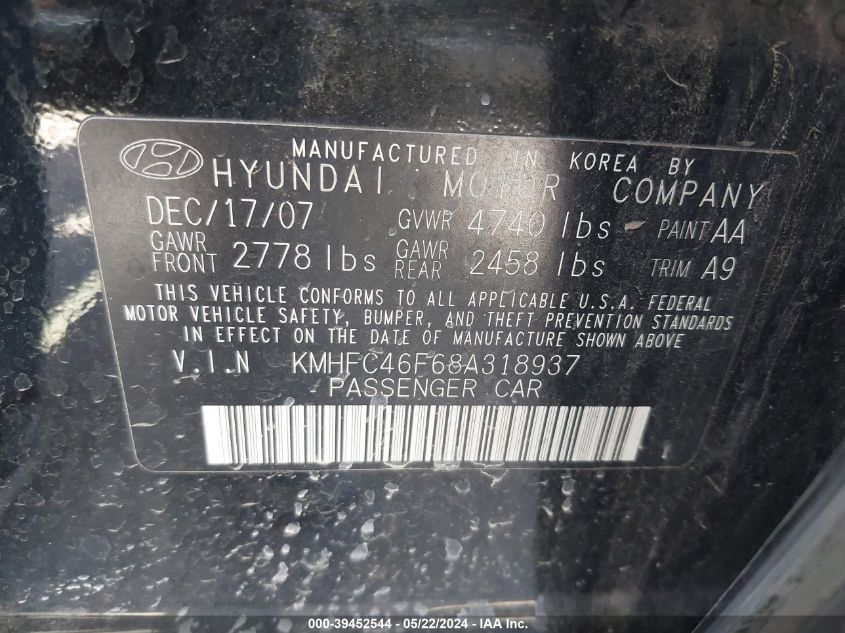 MANUFACTURED IN KOREA BY
HYUNDAI MOTOR COMPANY
DEC/17/07 GVWR 4740 lbs PAINT AA
GAWR FRONT 2778 lbs GAWR REAR 2458 lbs TRIM A9
THIS VEHICLE CONFORMS TO ALL APPLICABLE U.S.A. FEDERAL
MOTOR VEHICLE SAFETY, BUMPER, AND THEFT PREVENTION STANDARDS
IN EFFECT ON THE DATE OF MANUFACTURE SHOWN ABOVE
V.I.N KMHFC46F68A318937
PASSENGER CAR
000-39452544 — 05/22/2024 — IAAI Inc.